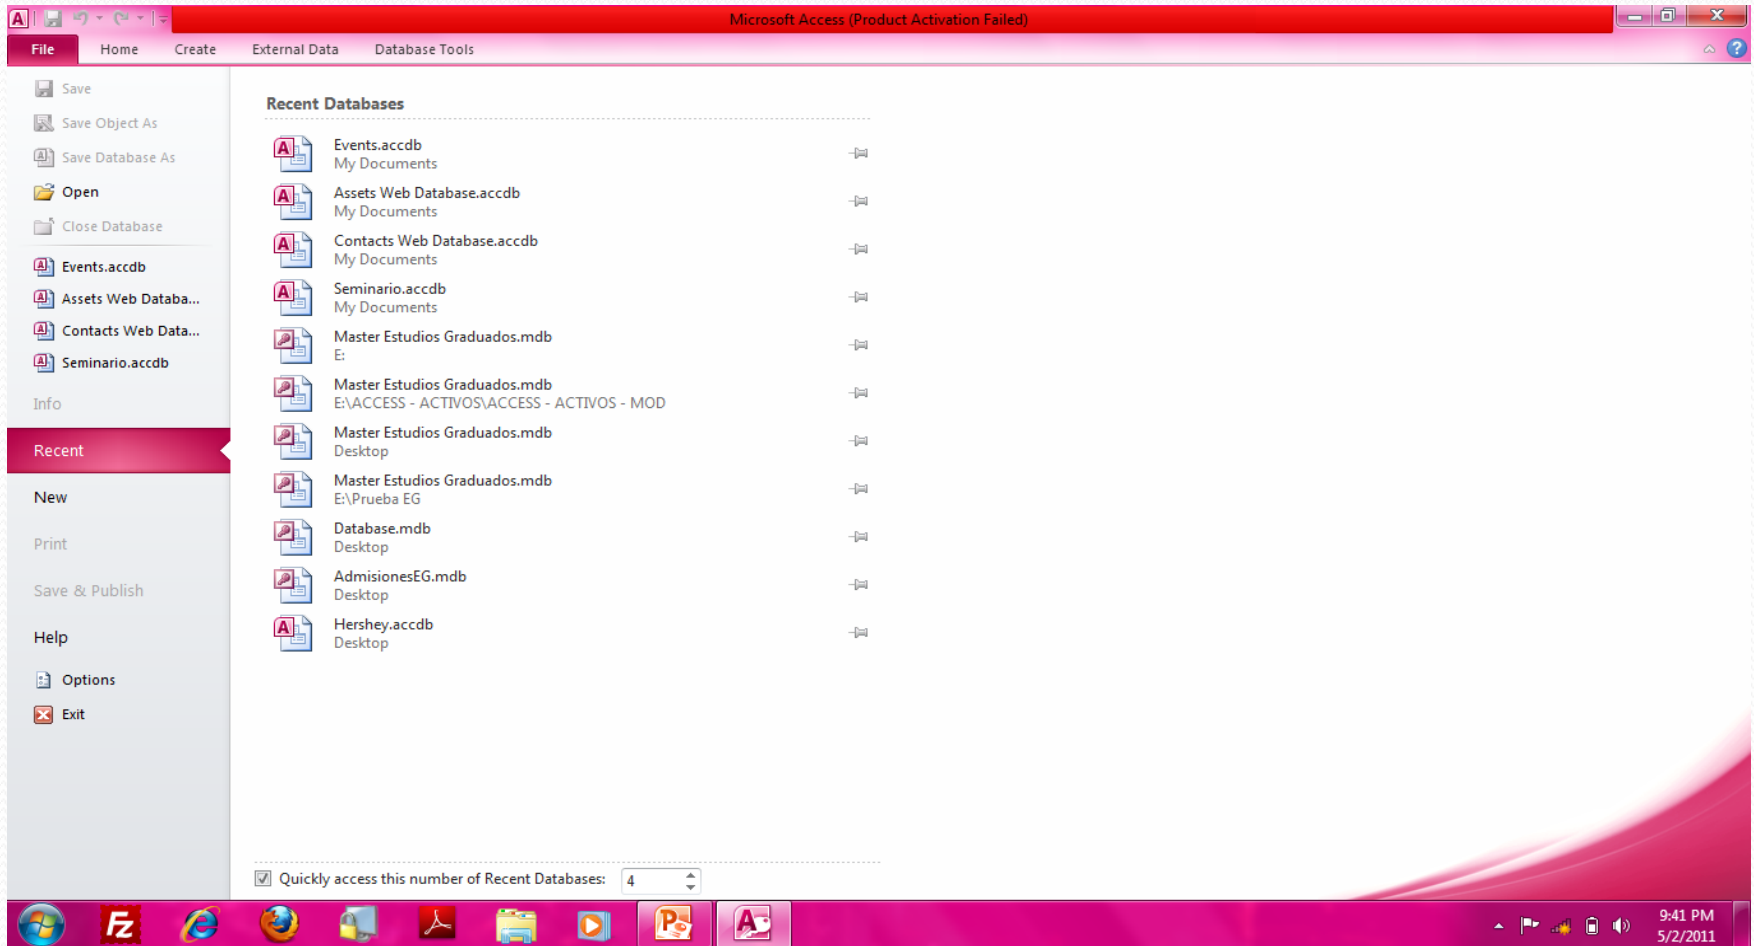 Microsoft Access (Product Activation Failed)
File Home Create External Data Database Tools
Save
Save Object As
Save Database As
Open
Close Database
Events.accdb
Assets Web Databa...
Contacts Web Data...
Seminario.accdb
Info
Recent
New
Print
Save & Publish
Help
Options
Exit
Recent Databases
Events.accdb
My Documents
Assets Web Database.accdb
My Documents
Contacts Web Database.accdb
My Documents
Seminario.accdb
My Documents
Master Estudios Graduados.mdb
E:
Master Estudios Graduados.mdb
E:\ACCESS - ACTIVOS\ACCESS - ACTIVOS - MOD
Master Estudios Graduados.mdb
Desktop
Master Estudios Graduados.mdb
E:\Prueba EG
Database.mdb
Desktop
AdmisionesEG.mdb
Desktop
Hershey.accdb
Desktop
Quickly access this number of Recent Databases: 4
9:41 PM
5/2/2011